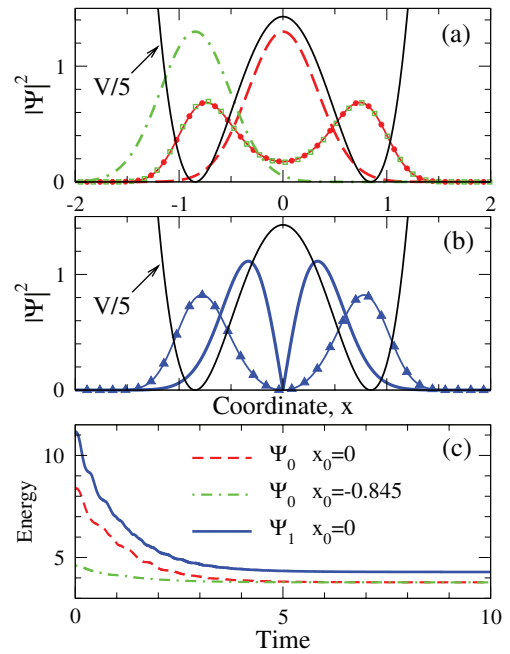 (a)
V/5
|Ψ|²
1
0
-2 -1 0 1 2
(b)
V/5
|Ψ|²
1
0
Coordinate, x
(c)
Ψ₀ x₀=0
Ψ₀ x₀=-0.845
Ψ₁ x₀=0
Energy
10
5
0 5 10
Time